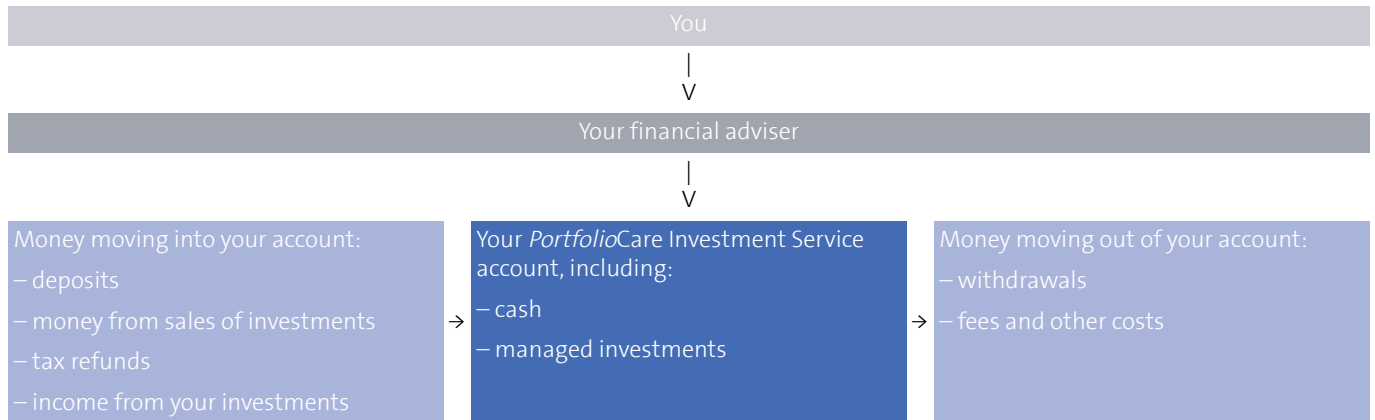 You
Your financial adviser
Money moving into your account:
– deposits
– money from sales of investments
– tax refunds
– income from your investments
Your PortfolioCare Investment Service
account, including:
– cash
– managed investments
Money moving out of your account:
– withdrawals
– fees and other costs